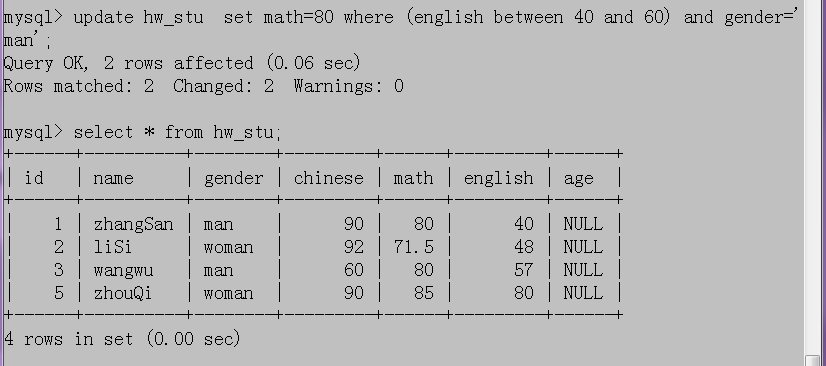 mysql> update hw_stu  set math=80 where (english between 40 and 60) and gender='
man';
Query OK, 2 rows affected (0.06 sec)
Rows matched: 2  Changed: 2  Warnings: 0

mysql> select * from hw_stu;
+------+----------+--------+---------+------+---------+------+
| id   | name     | gender | chinese | math | english | age  |
+------+----------+--------+---------+------+---------+------+
|    1 | zhangSan | man    |      90 |   80 |      40 | NULL |
|    2 | liSi     | woman  |      92 | 71.5 |      48 | NULL |
|    3 | wangwu   | man    |      60 |   80 |      57 | NULL |
|    5 | zhouQi   | woman  |      90 |   85 |      80 | NULL |
+------+----------+--------+---------+------+---------+------+
4 rows in set (0.00 sec)